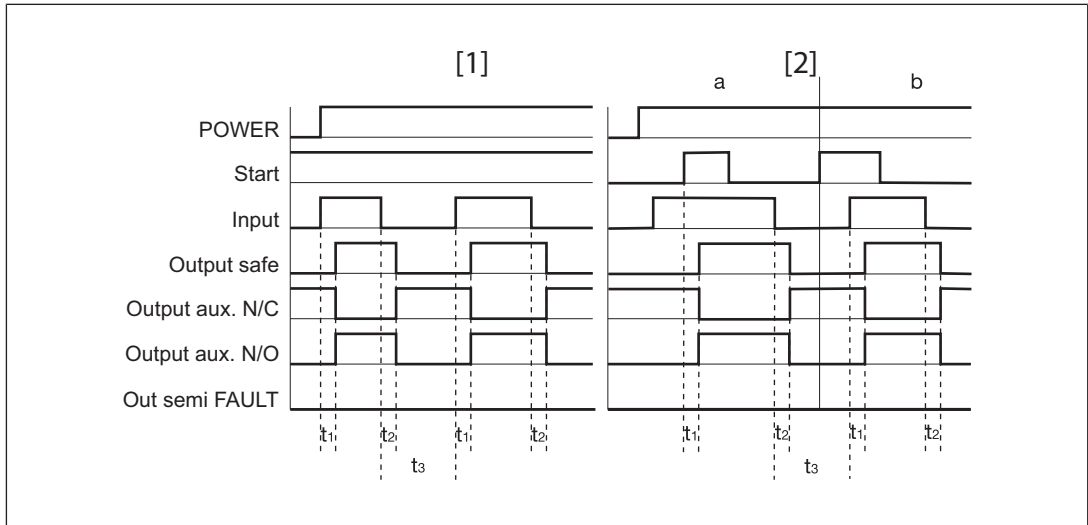 [1] [2]
a b
POWER
Start
Input
Output safe
Output aux. N/C
Output aux. N/O
Out semi FAULT
t1 t2 t1 t2 t1 t2 t1 t2
t3 t3